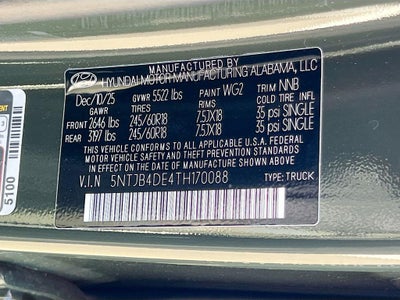 MANUFACTURED BY
HYUNDAI MOTOR MANUFACTURING ALABAMA, LLC
Dec/10/25 GVWR 5522 lbs PAINT WG2 TRIM NNB
GAWR TIRES RIMS COLD TIRE INFL
FRONT 2646 lbs 245/60R18 7.5JX18 35 psi SINGLE
REAR 3197 lbs 245/60R18 7.5JX18 35 psi SINGLE
THIS VEHICLE CONFORMS TO ALL APPLICABLE U.S.A. FEDERAL
MOTOR VEHICLE SAFETY STANDARDS IN EFFECT ON THE
DATE OF MANUFACTURE SHOWN ABOVE.
V.I.N 5NTJB4DE4TH170088 TYPE: TRUCK
5100